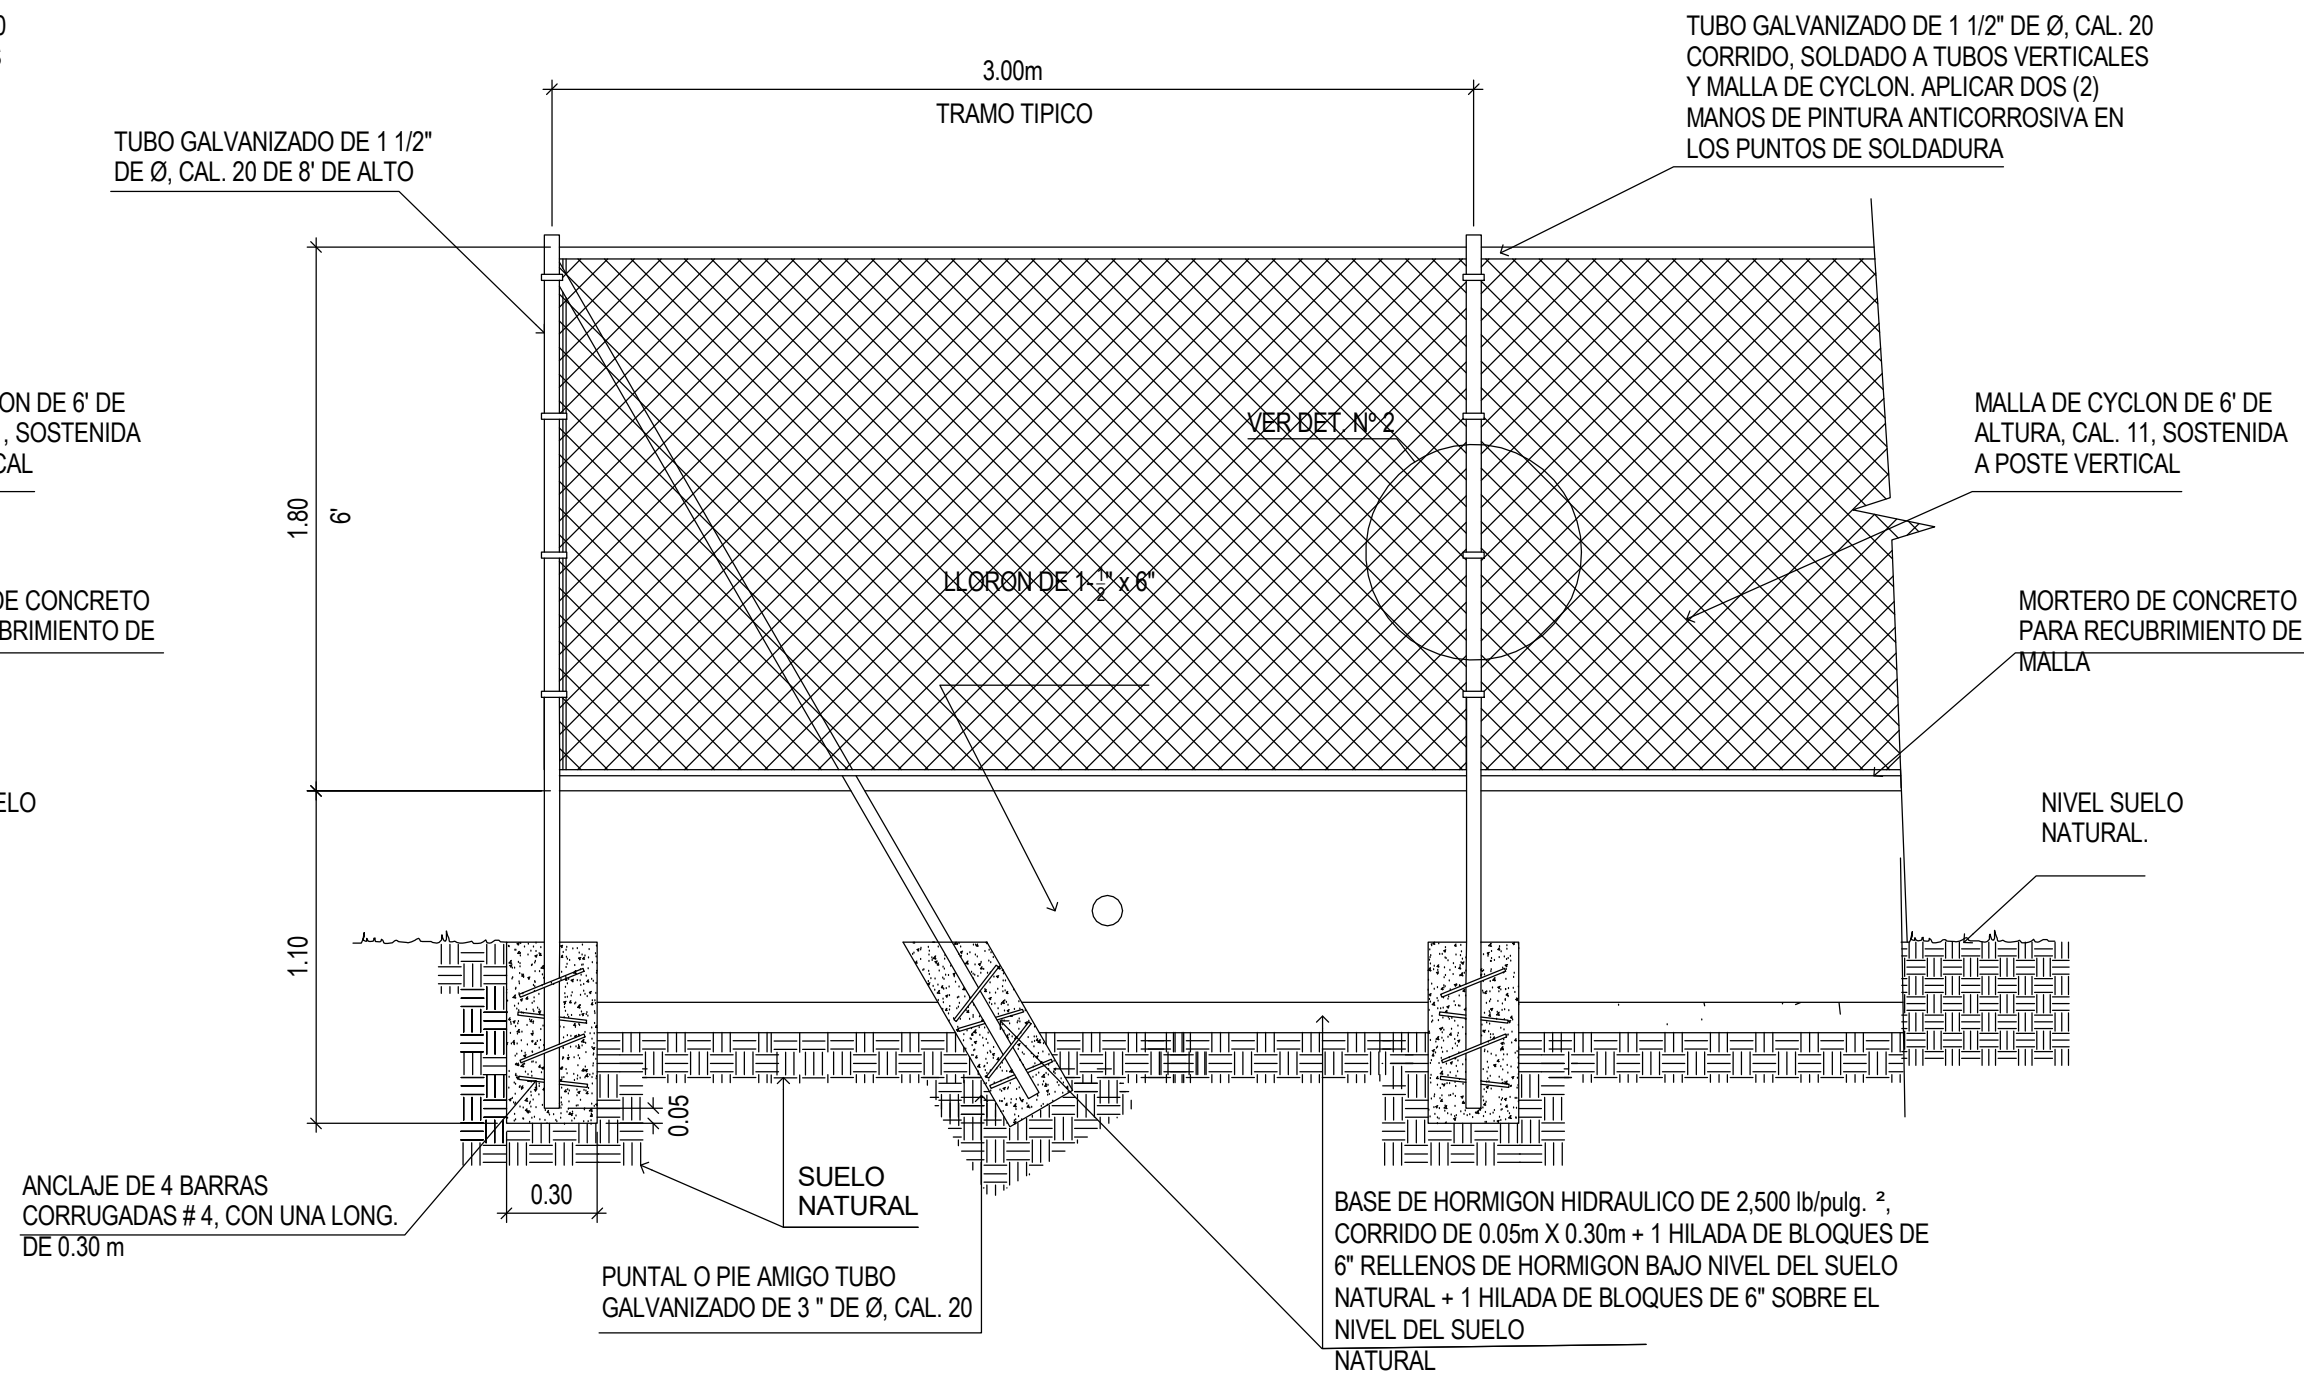 TUBO GALVANIZADO DE 1 1/2" DE Ø, CAL. 20
CORRIDO, SOLDADO A TUBOS VERTICALES
Y MALLA DE CYCLON. APLICAR DOS (2)
MANOS DE PINTURA ANTICORROSIVA EN
LOS PUNTOS DE SOLDADURA
3.00m
TRAMO TIPICO
TUBO GALVANIZADO DE 1 1/2"
DE Ø, CAL. 20 DE 8' DE ALTO
ON DE 6' DE
, SOSTENIDA
CAL
VER DET. Nº 2
MALLA DE CYCLON DE 6' DE
ALTURA, CAL. 11, SOSTENIDA
A POSTE VERTICAL
1.80
6'
LLORON DE 1-1/2" x 6"
DE CONCRETO
BRIMIENTO DE
MORTERO DE CONCRETO
PARA RECUBRIMIENTO DE
MALLA
ELO
NIVEL SUELO
NATURAL.
1.10
0.05
0.30
ANCLAJE DE 4 BARRAS
CORRUGADAS # 4, CON UNA LONG.
DE 0.30 m
SUELO
NATURAL
PUNTAL O PIE AMIGO TUBO
GALVANIZADO DE 3 " DE Ø, CAL. 20
BASE DE HORMIGON HIDRAULICO DE 2,500 lb/pulg. ²,
CORRIDO DE 0.05m X 0.30m + 1 HILADA DE BLOQUES DE
6" RELLENOS DE HORMIGON BAJO NIVEL DEL SUELO
NATURAL + 1 HILADA DE BLOQUES DE 6" SOBRE EL
NIVEL DEL SUELO
NATURAL